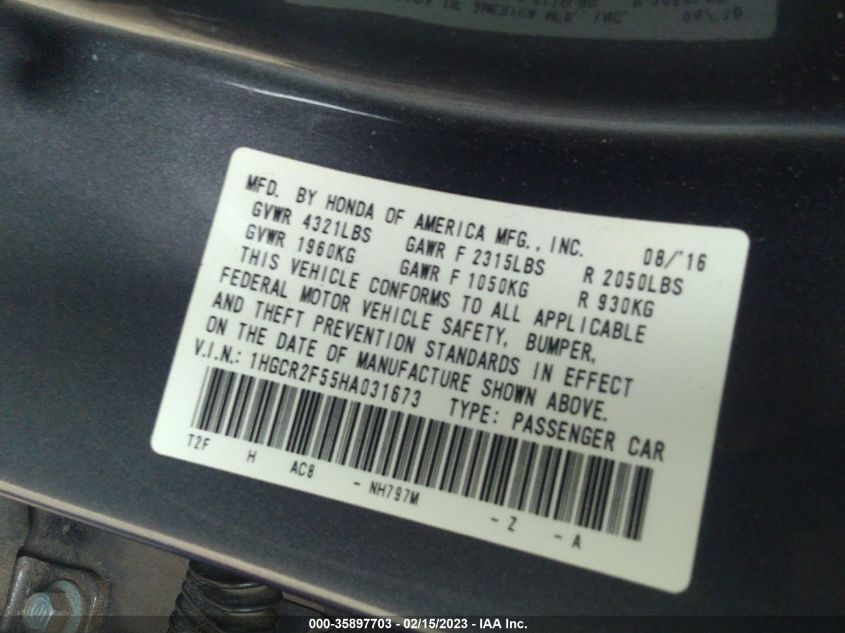 MFD. BY HONDA OF AMERICA MFG., INC. 08/'16
GVWR 4321LBS GAWR F 2315LBS R 2050LBS
GVWR 1960KG GAWR F 1050KG R 930KG
THIS VEHICLE CONFORMS TO ALL APPLICABLE
FEDERAL MOTOR VEHICLE SAFETY, BUMPER,
AND THEFT PREVENTION STANDARDS IN EFFECT
ON THE DATE OF MANUFACTURE SHOWN ABOVE.
V.I.N.: 1HGCR2F55HA031673 TYPE: PASSENGER CAR
T2F H AC8 - NH797M - Z - A
000-35897703 - 02/15/2023 - IAA Inc.